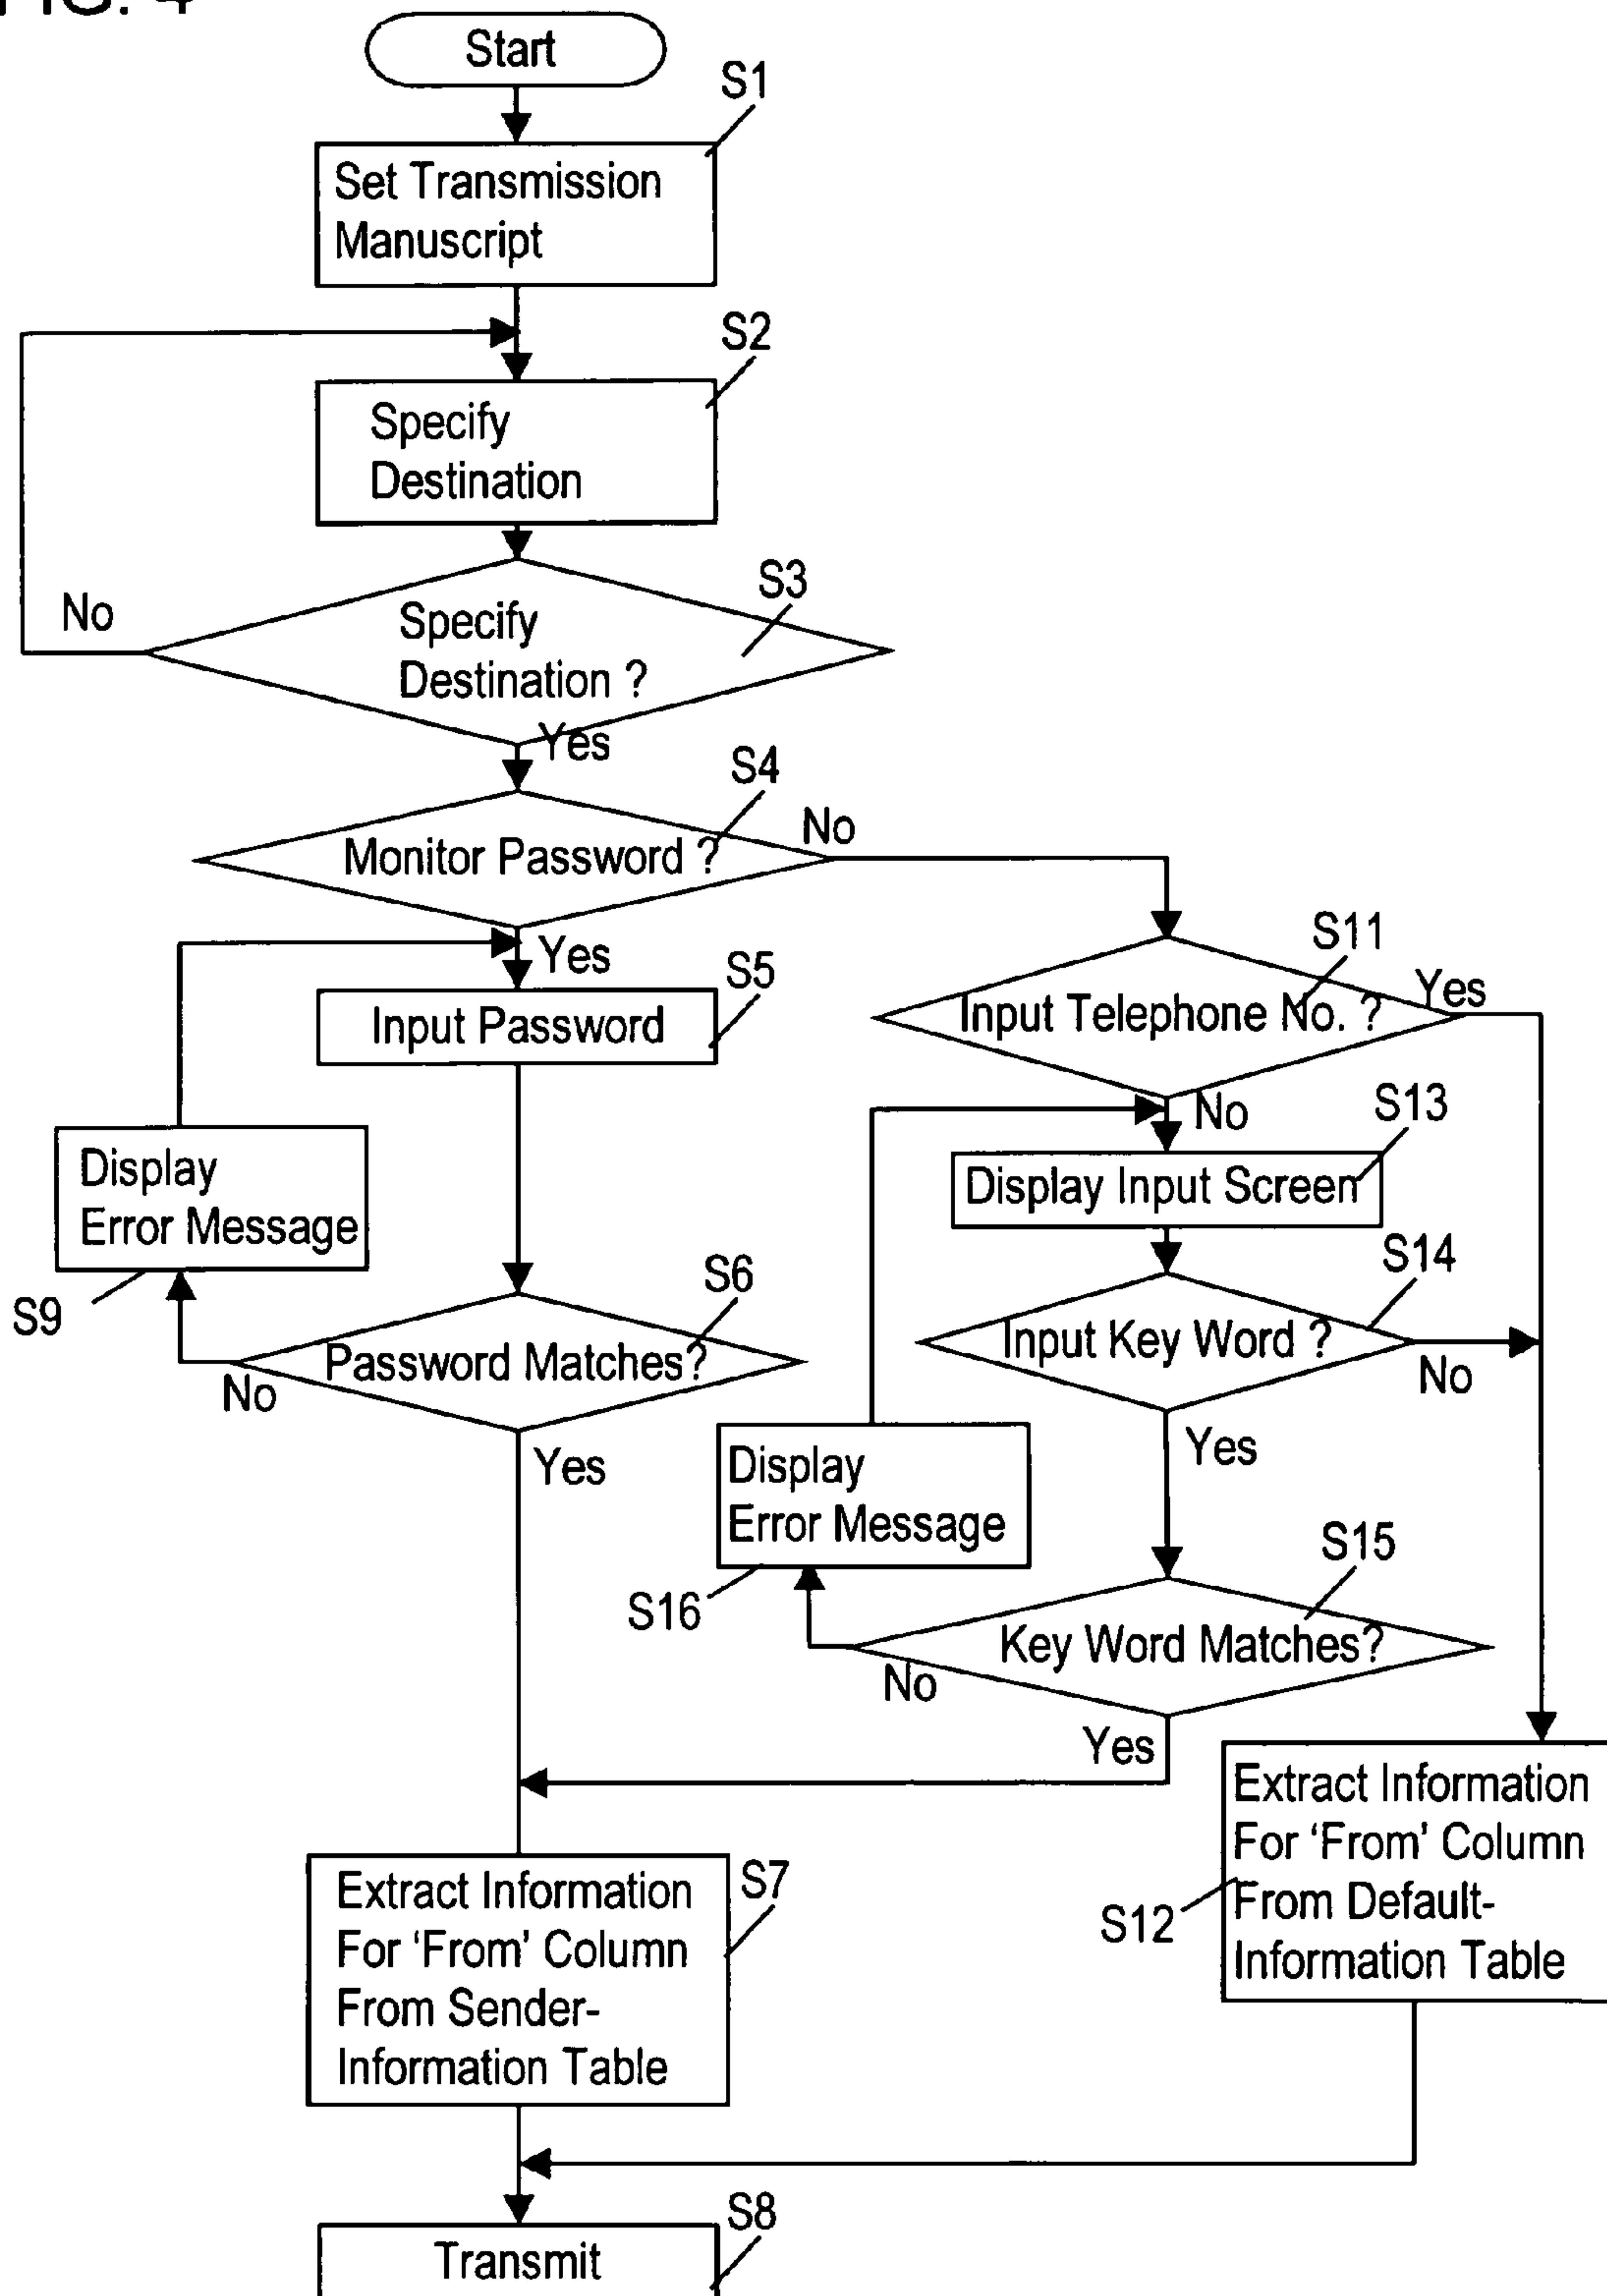 FIG. 4
Start
S1
Set Transmission
Manuscript
S2
Specify
Destination
S3
No
Specify
Destination ?
Yes
S4
Monitor Password ?
No
Yes
S5
Input Password
S11
Input Telephone No. ?
Yes
No
S13
Display Input Screen
Display
Error Message
S9
S6
Password Matches?
No
Yes
S14
Input Key Word ?
No
Yes
Display
Error Message
S16
S15
Key Word Matches?
No
Yes
Extract Information
For ‘From’ Column
From Sender-
Information Table
S7
Extract Information
For ‘From’ Column
From Default-
Information Table
S12
S8
Transmit